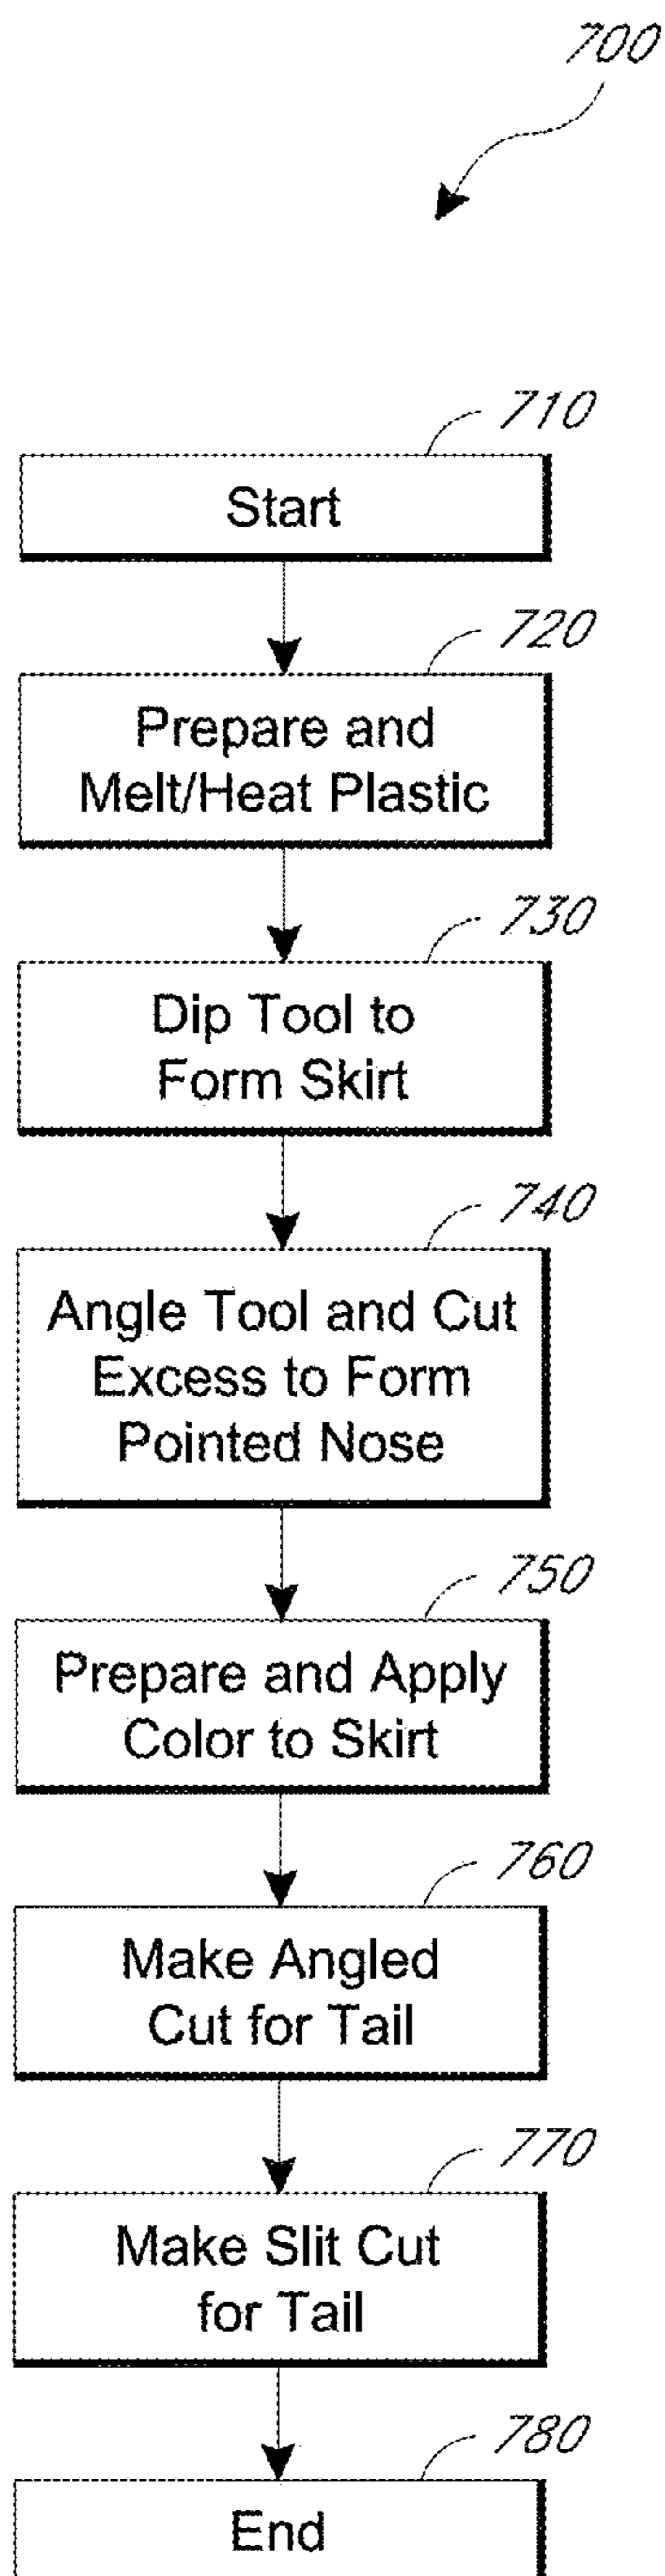 700
710
Start
720
Prepare and
Melt/Heat Plastic
730
Dip Tool to
Form Skirt
740
Angle Tool and Cut
Excess to Form
Pointed Nose
750
Prepare and Apply
Color to Skirt
760
Make Angled
Cut for Tail
770
Make Slit Cut
for Tail
780
End